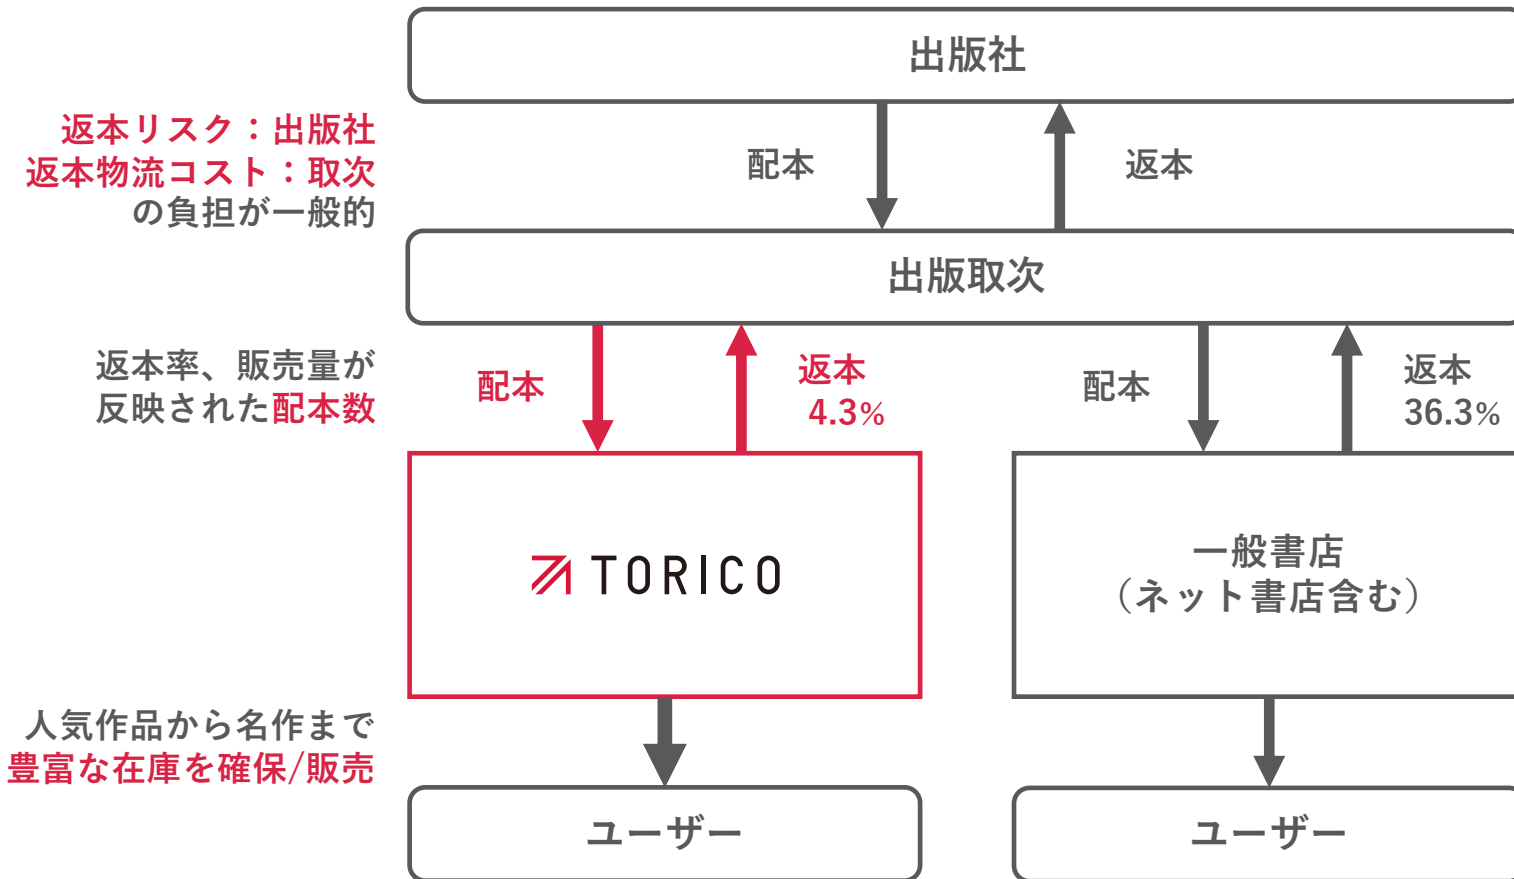 出版社
返本リスク：出版社
返本物流コスト：取次
の負担が一般的
配本
返本
出版取次
返本率、販売量が
反映された配本数
配本
返本
4.3%
配本
返本
36.3%
TORICO
一般書店
（ネット書店含む）
人気作品から名作まで
豊富な在庫を確保/販売
ユーザー
ユーザー